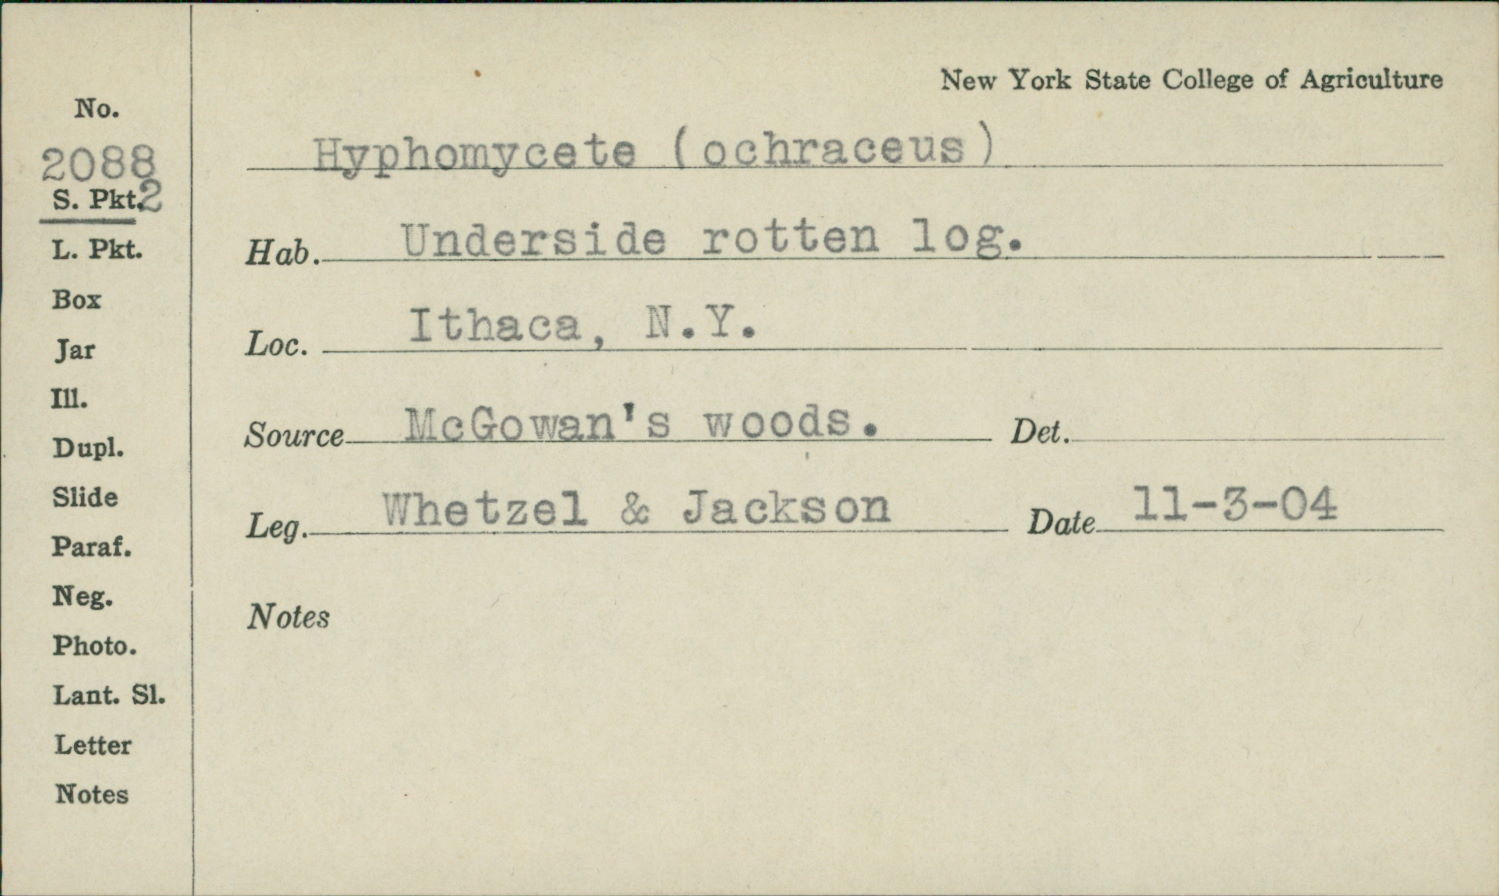 New York State College of Agriculture
No.
2088
S. Pkt.2
L. Pkt.
Box
Jar
Ill.
Dupl.
Slide
Paraf.
Neg.
Photo.
Lant. Sl.
Letter
Notes
Hyphomycete (ochraceus)
Hab. Underside rotten log.
Loc. Ithaca, N.Y.
Source McGowan's woods. Det.
Leg. Whetzel & Jackson Date 11-3-04
Notes